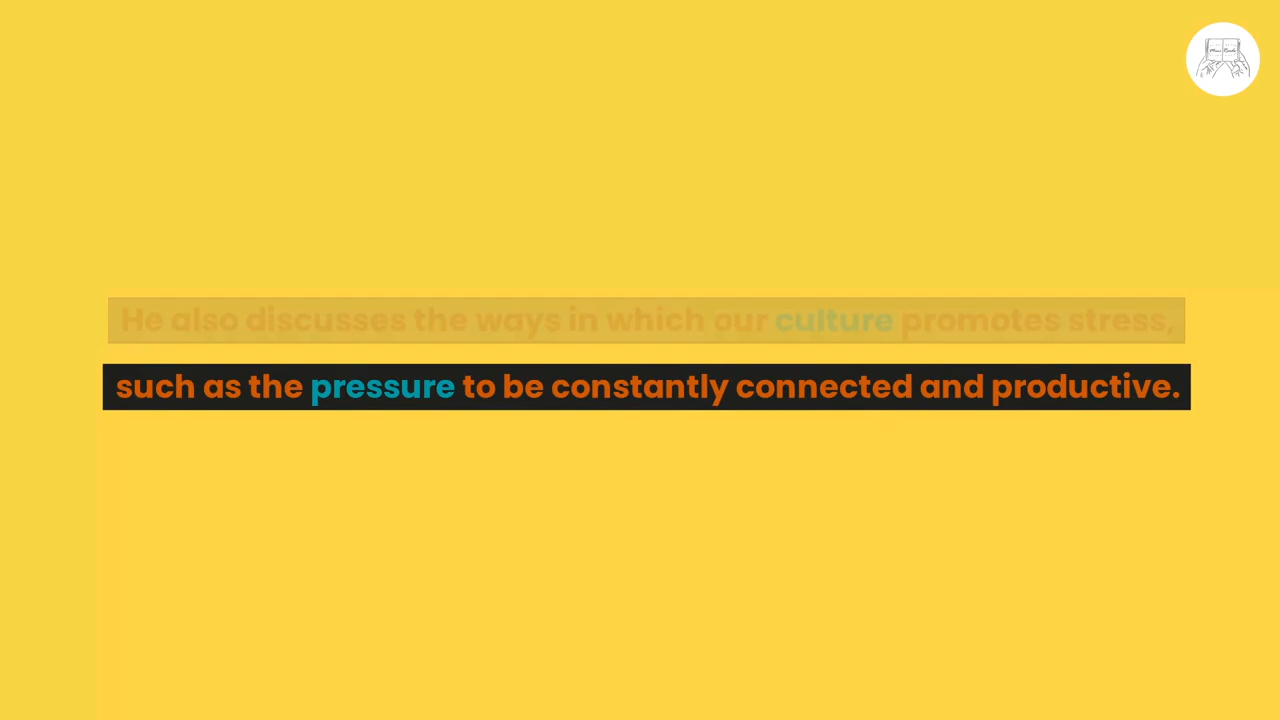 He also discusses the ways in which our culture promotes stress,
such as the pressure to be constantly connected and productive.